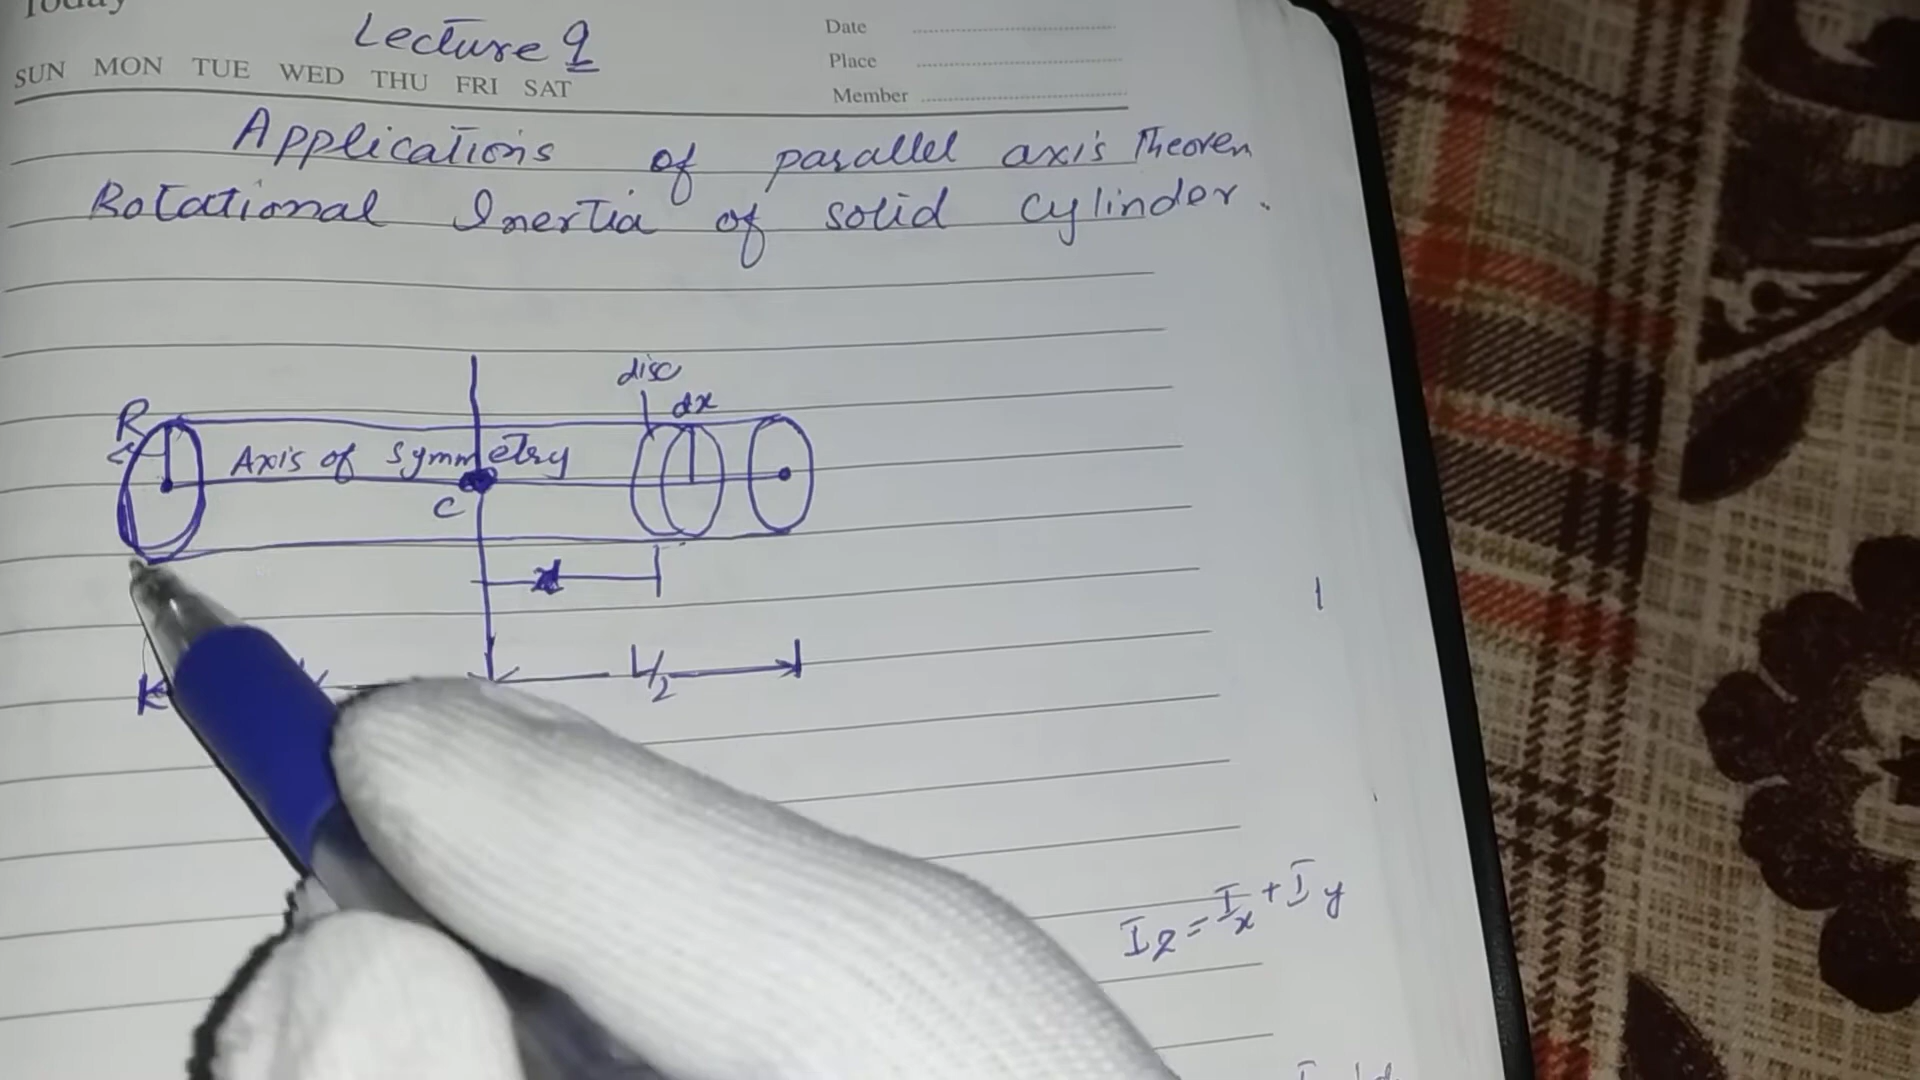 Today
Lecture 9
Date
SUN MON TUE WED THU FRI SAT
Place
Member
Applications of parallel axis Theorem
Rotational Inertia of solid cylinder.
disc
dx
R
Axis of symmetry
C
x
L/2
Iz = Ix + Iy